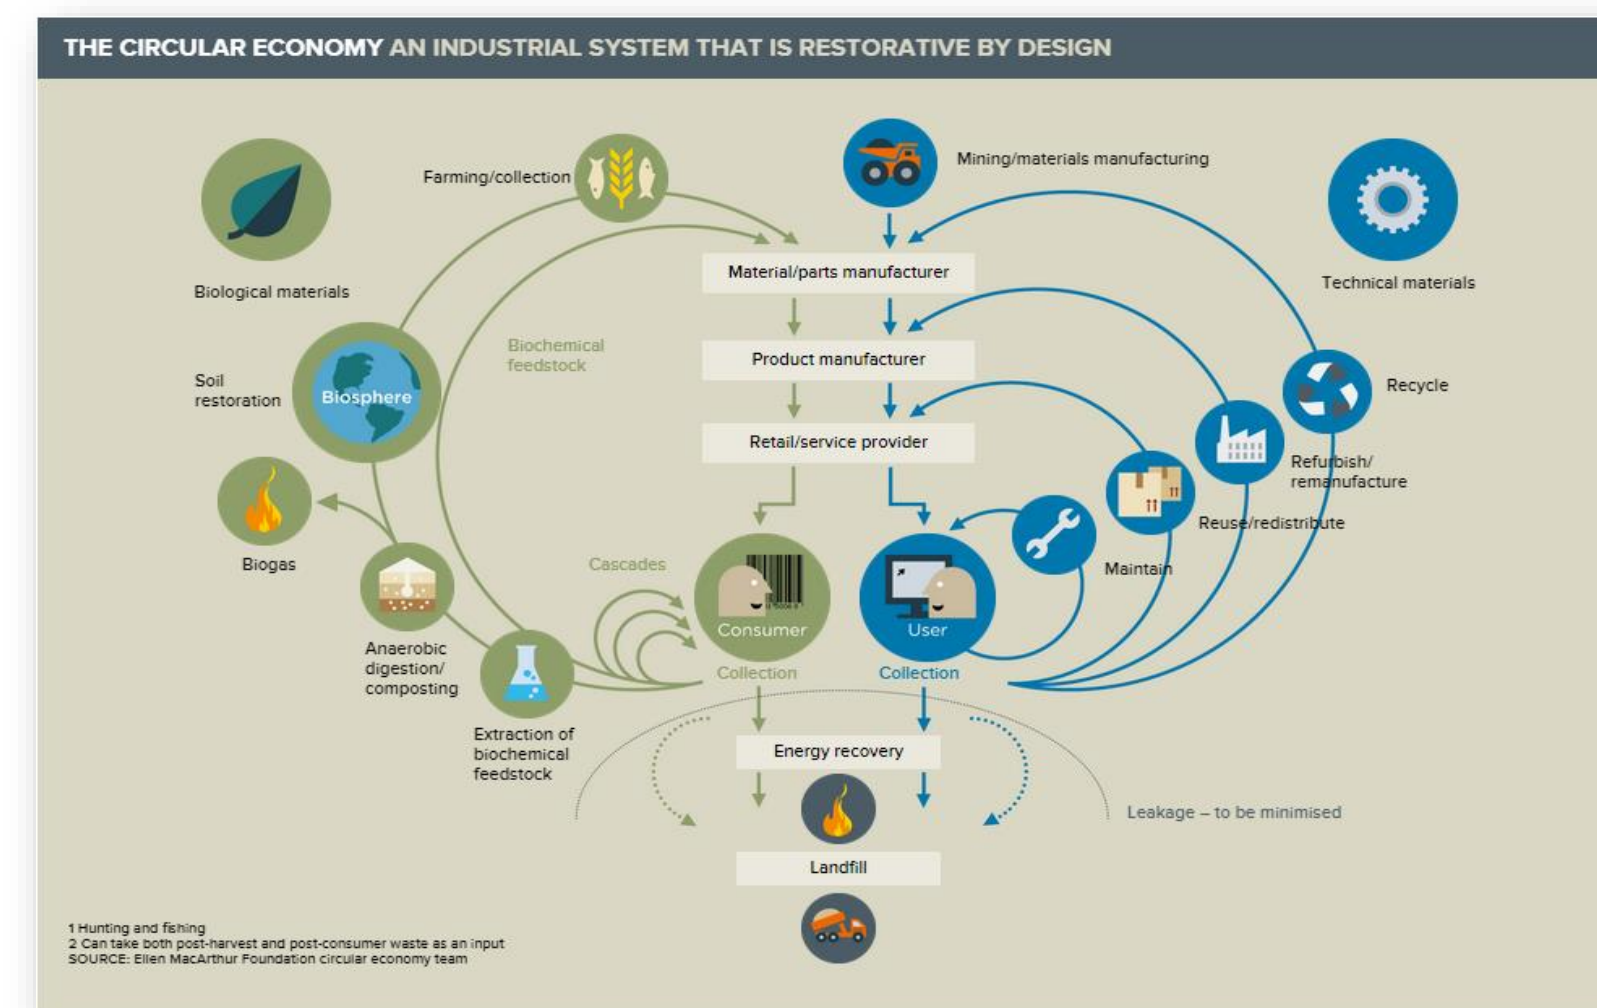 THE CIRCULAR ECONOMY AN INDUSTRIAL SYSTEM THAT IS RESTORATIVE BY DESIGN
Farming/collection
Mining/materials manufacturing
Biological materials
Technical materials
Material/parts manufacturer
Biochemical
feedstock
Product manufacturer
Soil
restoration
Biosphere
Recycle
Retail/service provider
Refurbish/
remanufacture
Reuse/redistribute
Biogas
Cascades
Maintain
Consumer
User
Anaerobic
digestion/
composting
Collection
Collection
Extraction of
biochemical
feedstock
Energy recovery
Leakage – to be minimised
Landfill
1 Hunting and fishing
2 Can take both post-harvest and post-consumer waste as an input
SOURCE: Ellen MacArthur Foundation circular economy team